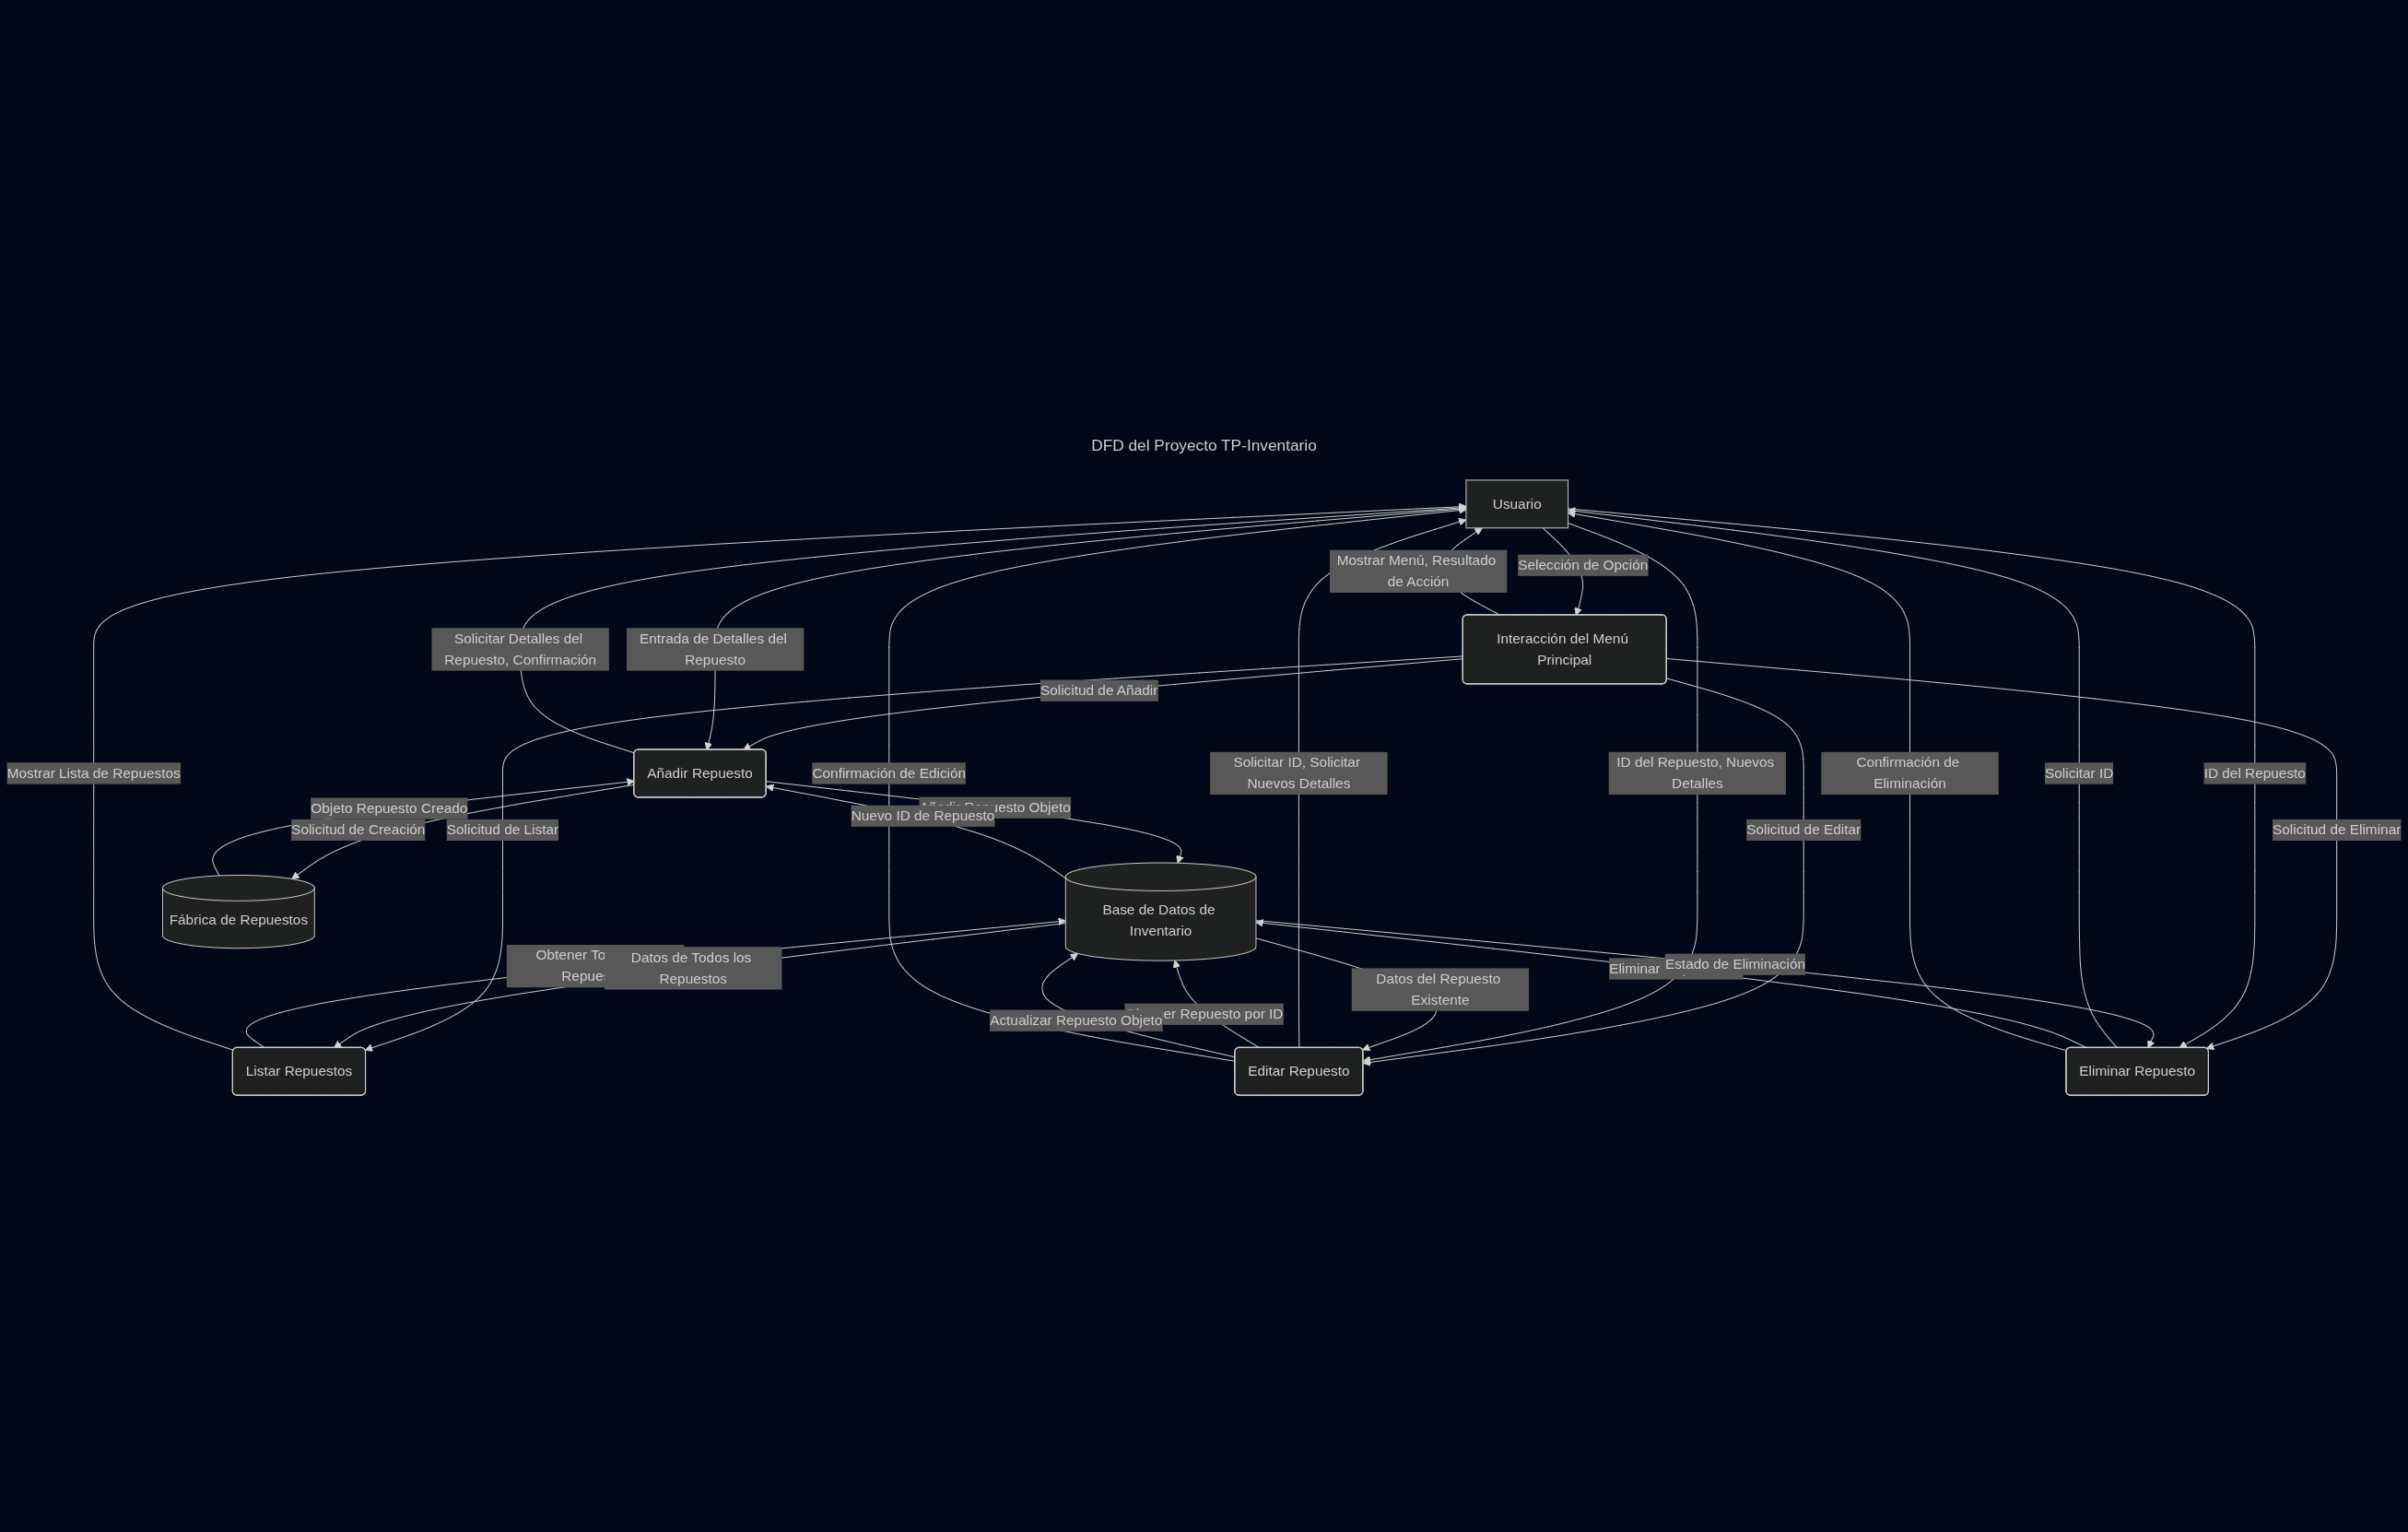 DFD del Proyecto TP-Inventario
Usuario
Mostrar Menú, Resultado
de Acción
Selección de Opción
Solicitar Detalles del
Repuesto, Confirmación
Entrada de Detalles del
Repuesto
Interacción del Menú
Principal
Solicitud de Añadir
Mostrar Lista de Repuestos
Añadir Repuesto
Confirmación de Edición
Solicitar ID, Solicitar
Nuevos Detalles
ID del Repuesto, Nuevos
Detalles
Confirmación de
Eliminación
Solicitar ID
ID del Repuesto
Objeto Repuesto Creado
Objeto
Nuevo ID de Repuesto
Solicitud de Creación
Solicitud de Listar
Solicitud de Editar
Solicitud de Eliminar
Fábrica de Repuestos
Base de Datos de
Inventario
Obtener
Datos de Todos los
Repuestos
Eliminar
Estado de Eliminación
Datos del Repuesto
Existente
Repuesto por ID
Actualizar Repuesto Objeto
Listar Repuestos
Editar Repuesto
Eliminar Repuesto